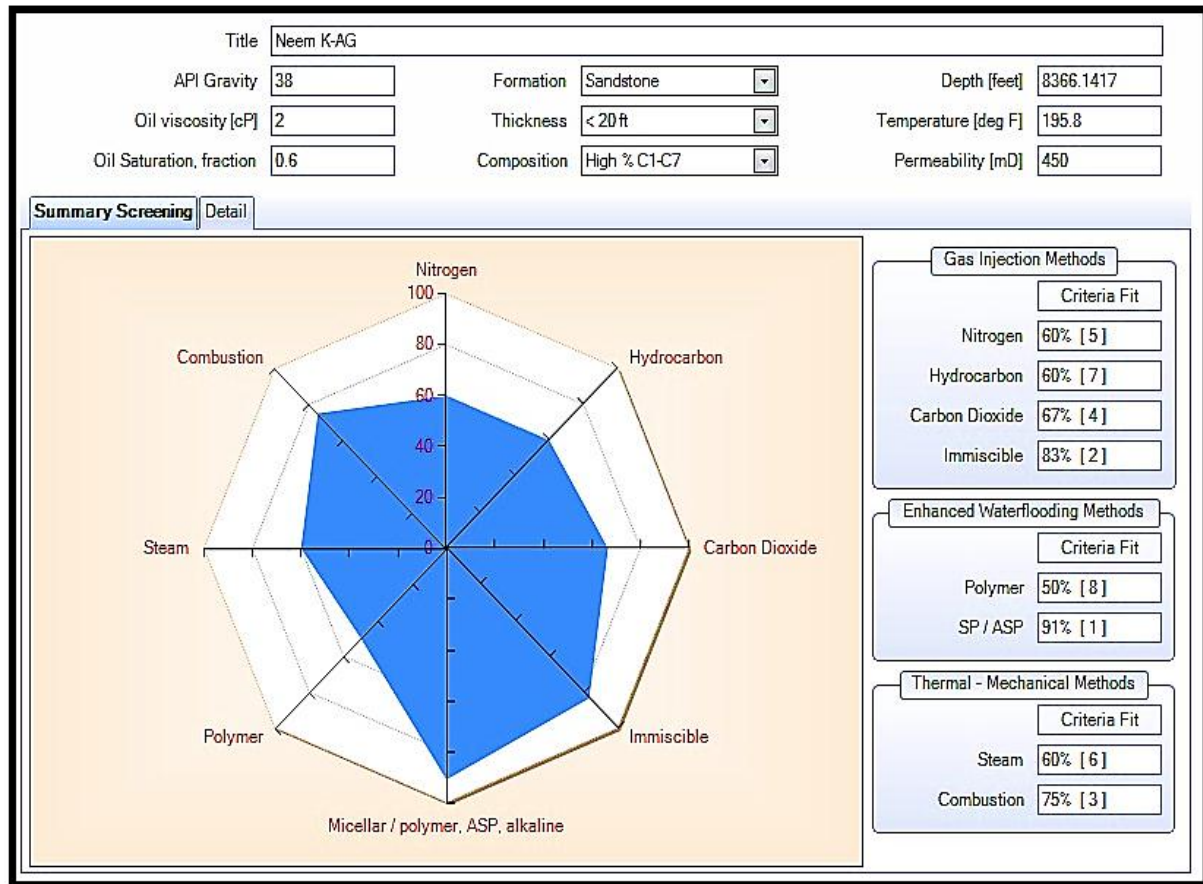 Title Neem K-AG
API Gravity 38 Formation Sandstone Depth [feet] 8366.1417
Oil viscosity [cP] 2 Thickness < 20 ft Temperature [deg F] 195.8
Oil Saturation, fraction 0.6 Composition High % C1-C7 Permeability [mD] 450
Summary Screening Detail
Nitrogen
100
80
60
40
20
0
Combustion
Hydrocarbon
Steam
Carbon Dioxide
Polymer
Immiscible
Micellar / polymer, ASP, alkaline
Gas Injection Methods
Criteria Fit
Nitrogen 60% [ 5 ]
Hydrocarbon 60% [ 7 ]
Carbon Dioxide 67% [ 4 ]
Immiscible 83% [ 2 ]
Enhanced Waterflooding Methods
Criteria Fit
Polymer 50% [ 8 ]
SP / ASP 91% [ 1 ]
Thermal - Mechanical Methods
Criteria Fit
Steam 60% [ 6 ]
Combustion 75% [ 3 ]